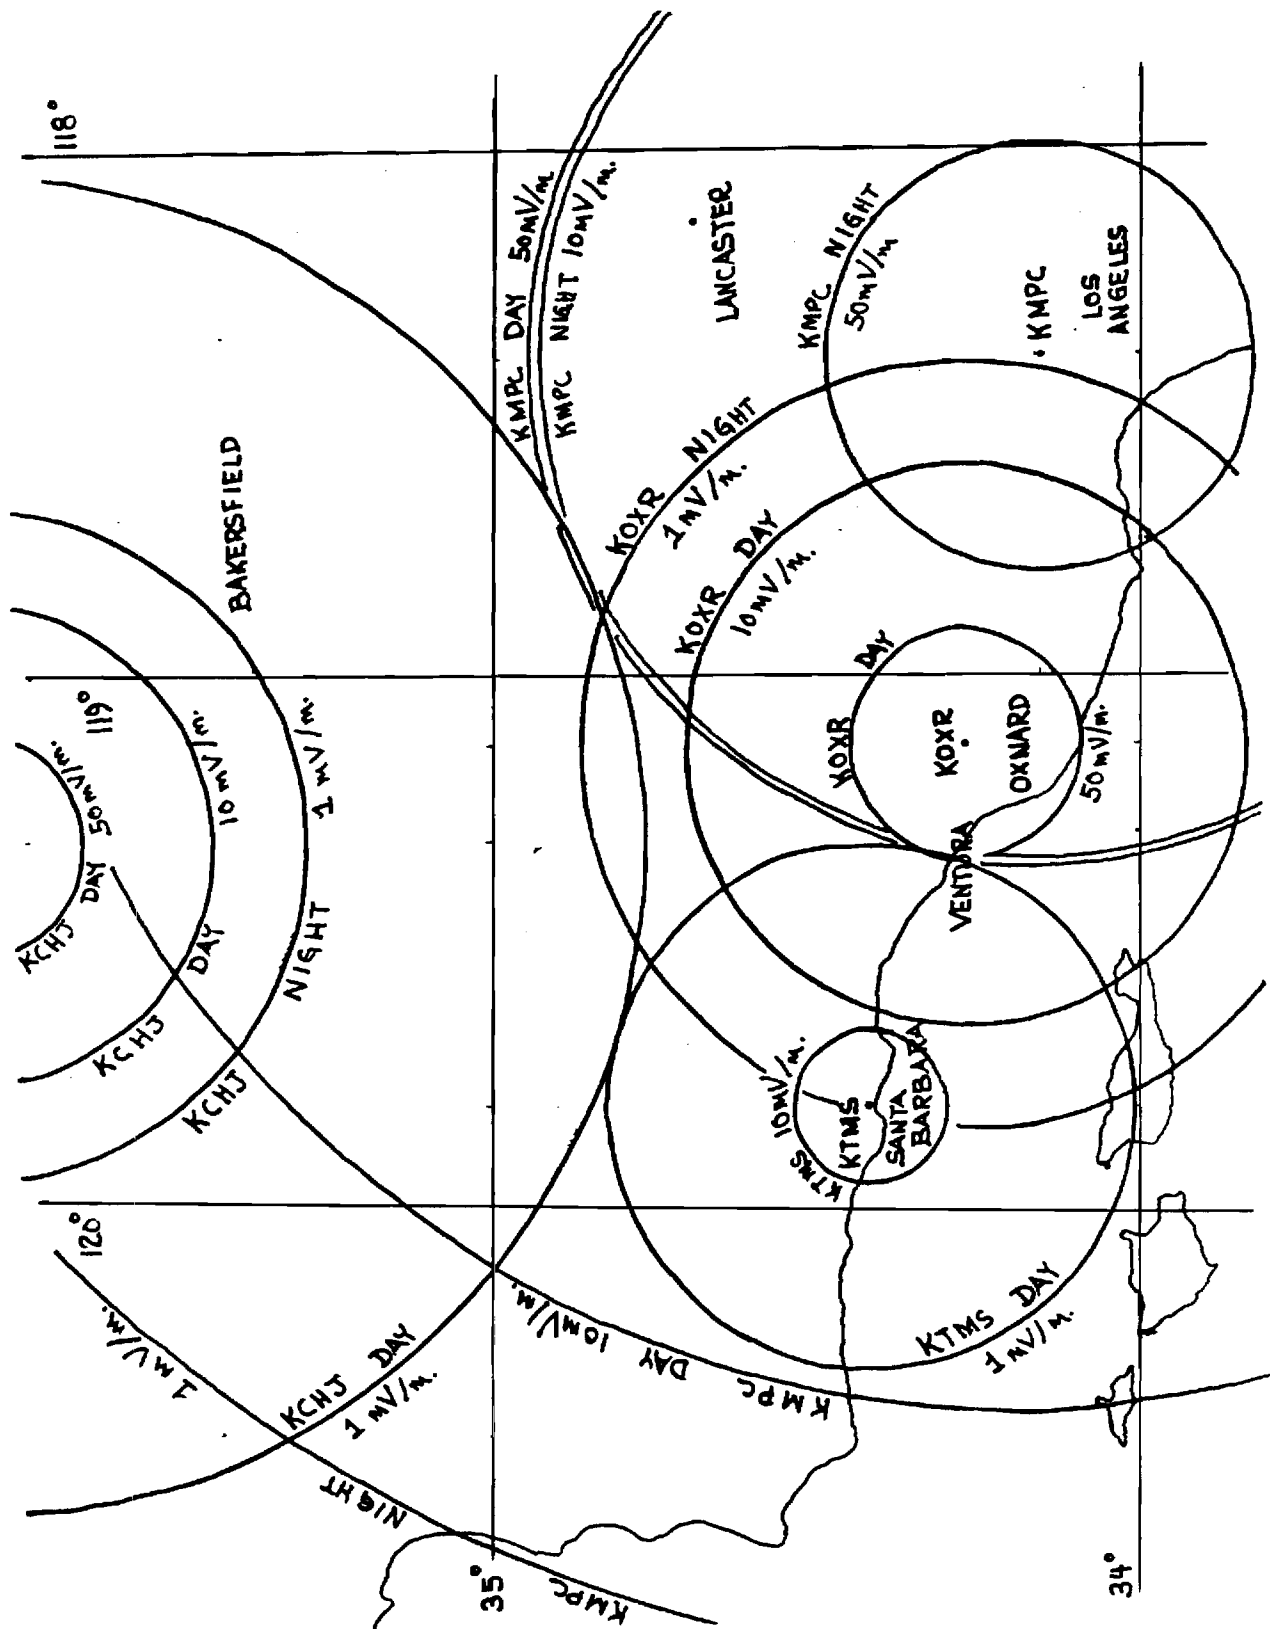 118°
119°
120°
35°
34°
KCHJ DAY 50mV/m.
KCHJ DAY 10mV/m.
KCHJ NIGHT 1mV/m.
KCHJ DAY
1mV/m.
BAKERSFIELD
KMPC DAY 50mV/m
KMPC NIGHT 10mV/m.
LANCASTER
KMPC NIGHT
50mV/m
KMPC
LOS
ANGELES
KOXR NIGHT
1mV/m.
KOXR DAY
10mV/m.
KOXR DAY
50mV/m.
KOXR
OXNARD
VENTURA
KTMS 10mV/m.
KTMS
SANTA
BARBARA
KTMS DAY
1mV/m.
KMPC DAY 10mV/m.
KMPC NIGHT 1mV/m.